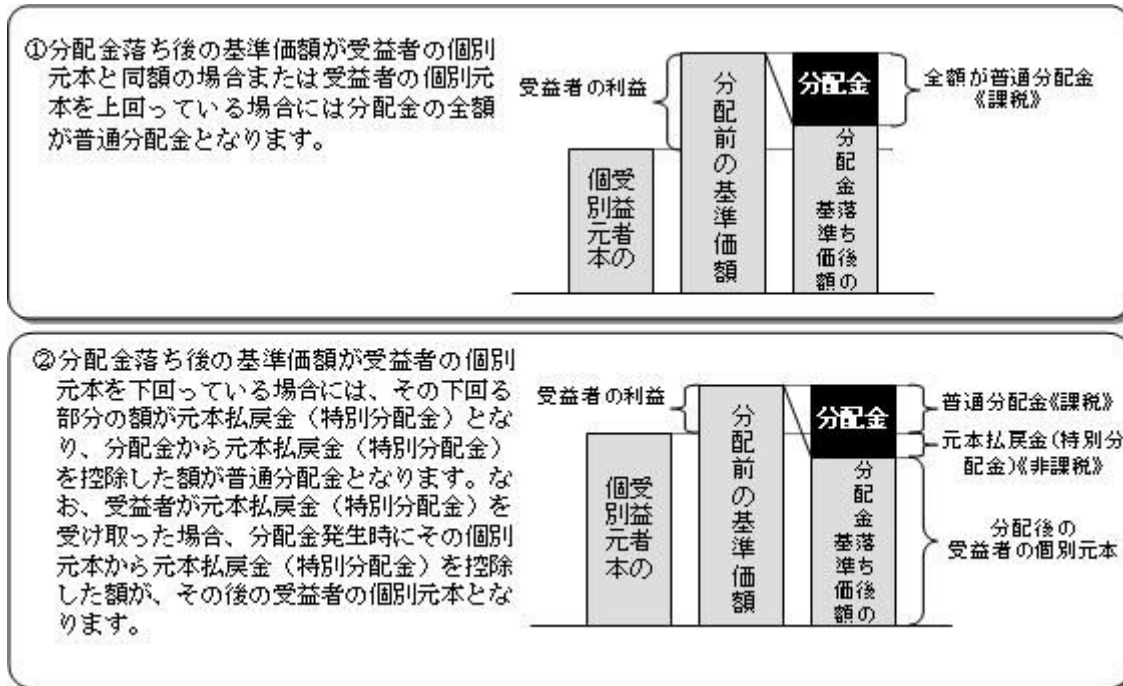 ①分配金落ち後の基準価額が受益者の個別
元本と同額の場合または受益者の個別元
本を上回っている場合には分配金の全額
が普通分配金となります。
受益者の利益
受益者の
個別元本
分配前の基準価額
分配金
分配金落ち後の
基準価額
全額が普通分配金
《課税》
②分配金落ち後の基準価額が受益者の個別
元本を下回っている場合には、その下回る
部分の額が元本払戻金（特別分配金）とな
り、分配金から元本払戻金（特別分配金）
を控除した額が普通分配金となります。な
お、受益者が元本払戻金（特別分配金）を
受け取った場合、分配金発生時にその個別
元本から元本払戻金（特別分配金）を控除
した額が、その後の受益者の個別元本とな
ります。
受益者の利益
受益者の
個別元本
分配前の基準価額
分配金
分配金落ち後の
基準価額
普通分配金《課税》
元本払戻金(特別分
配金)《非課税》
分配後の
受益者の個別元本